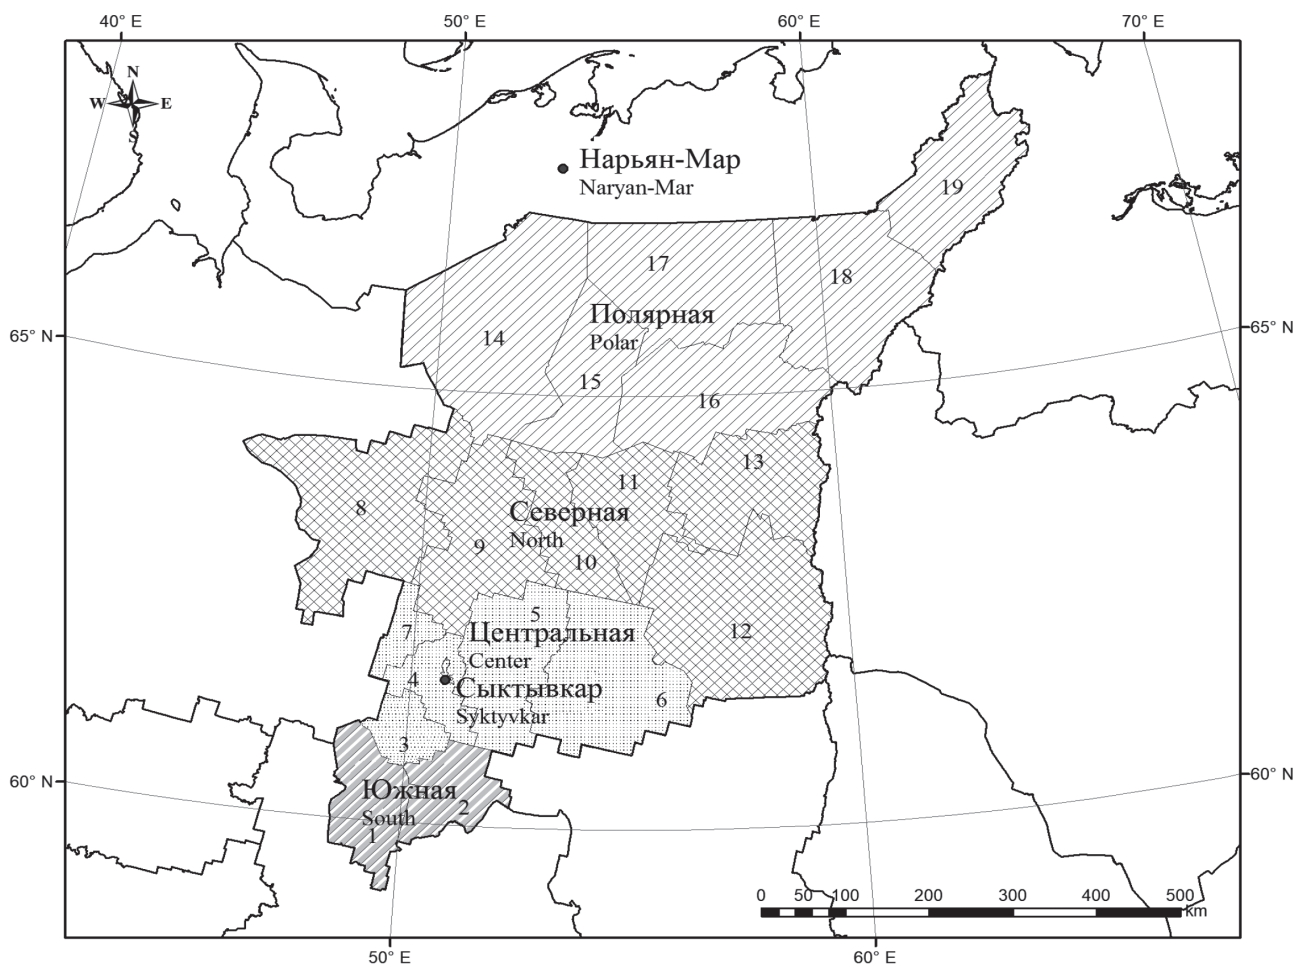 40° E
50° E
60° E
70° E
N
W E
S
Нарьян-Мар
Naryan-Mar
19
17
18
Полярная
Polar
65° N
65° N
14
15
16
13
11
8
Северная
North
9
10
5
7
Центральная
12
Center
4
Сыктывкар
6
Syktyvkar
3
60° N
60° N
Южная
2
South
1
0 50 100 200 300 400 500
km
50° E
60° E